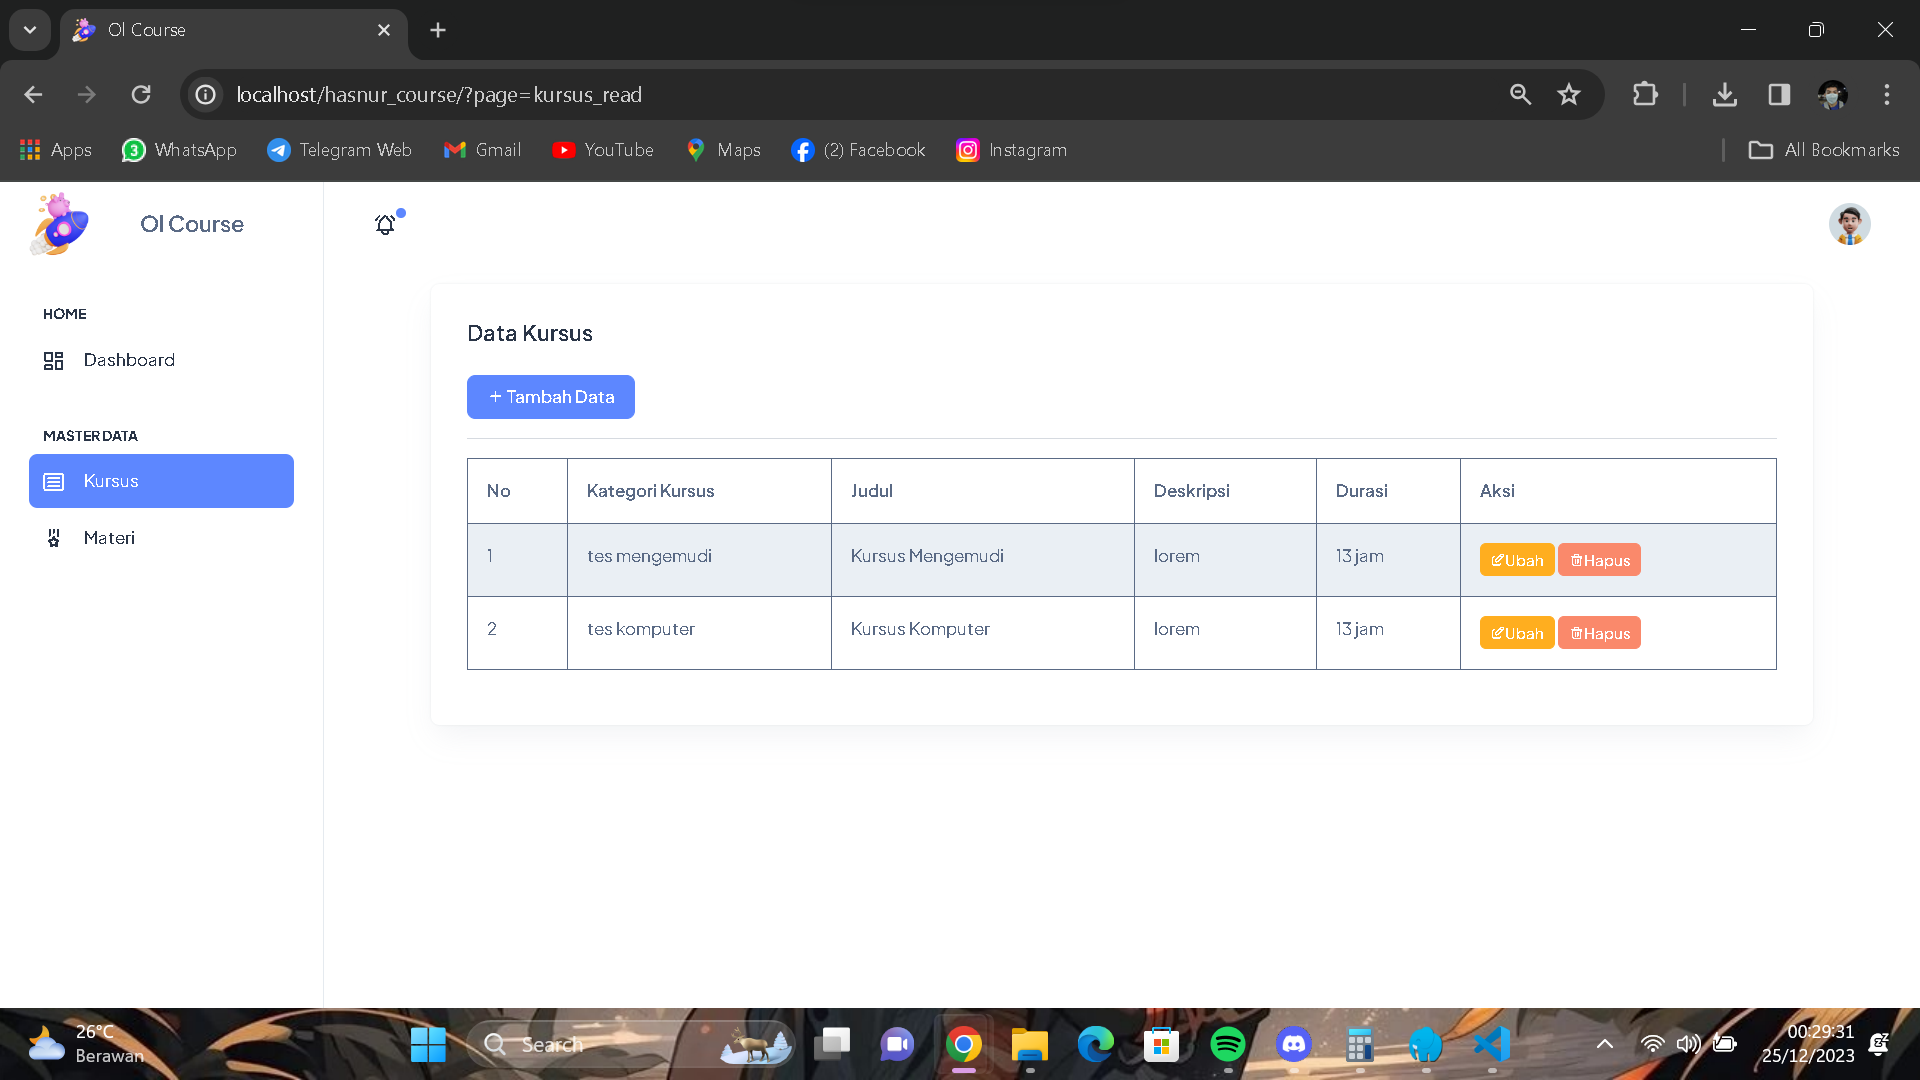 Ol Course
localhost/hasnur_course/?page=kursus_read
Apps
3 WhatsApp
Telegram Web
Gmail
YouTube
Maps
(2) Facebook
Instagram
All Bookmarks
Ol Course
HOME
Dashboard
MASTER DATA
Kursus
Materi
Data Kursus
+ Tambah Data
No Kategori Kursus Judul Deskripsi Durasi Aksi
1 tes mengemudi Kursus Mengemudi lorem 13 jam Ubah Hapus
2 tes komputer Kursus Komputer lorem 13 jam Ubah Hapus
26°C
Berawan
Search
00:29:31
25/12/2023